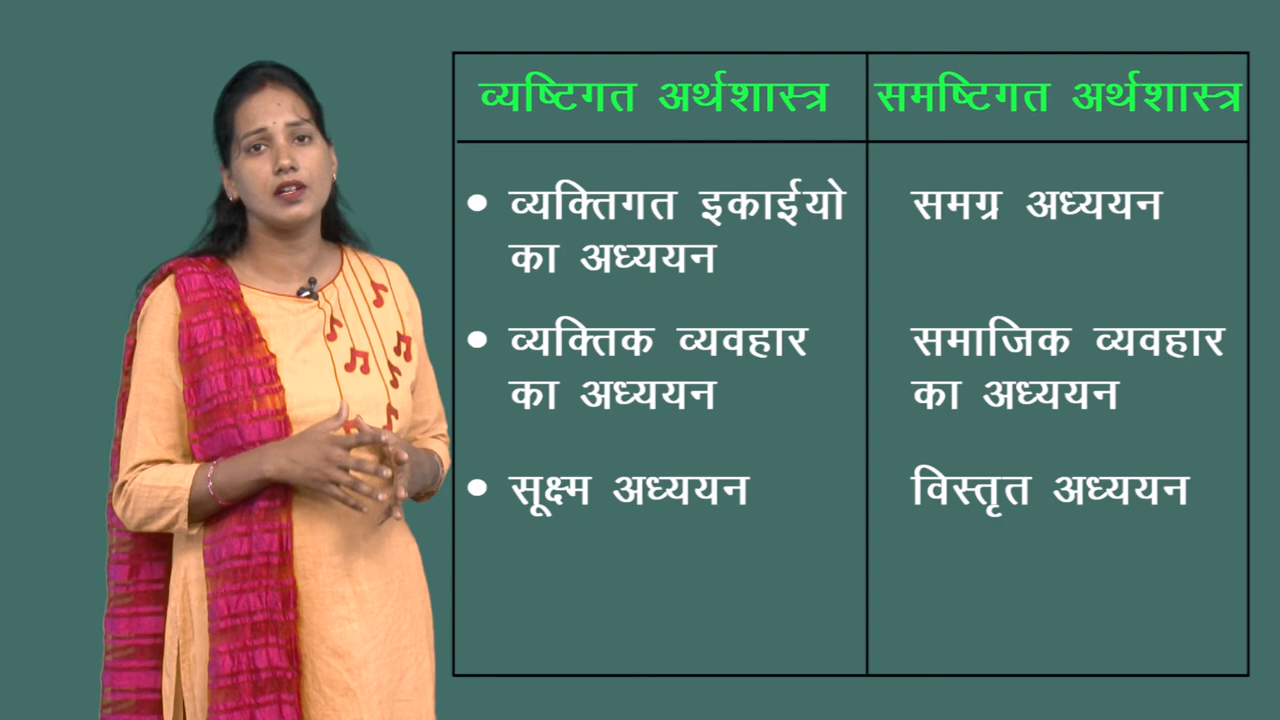 व्यष्टिगत अर्थशास्त्र
समष्टिगत अर्थशास्त्र
• व्यक्तिगत इकाईयो
का अध्ययन
समग्र अध्ययन
• व्यक्तिक व्यवहार
का अध्ययन
समाजिक व्यवहार
का अध्ययन
• सूक्ष्म अध्ययन
विस्तृत अध्ययन